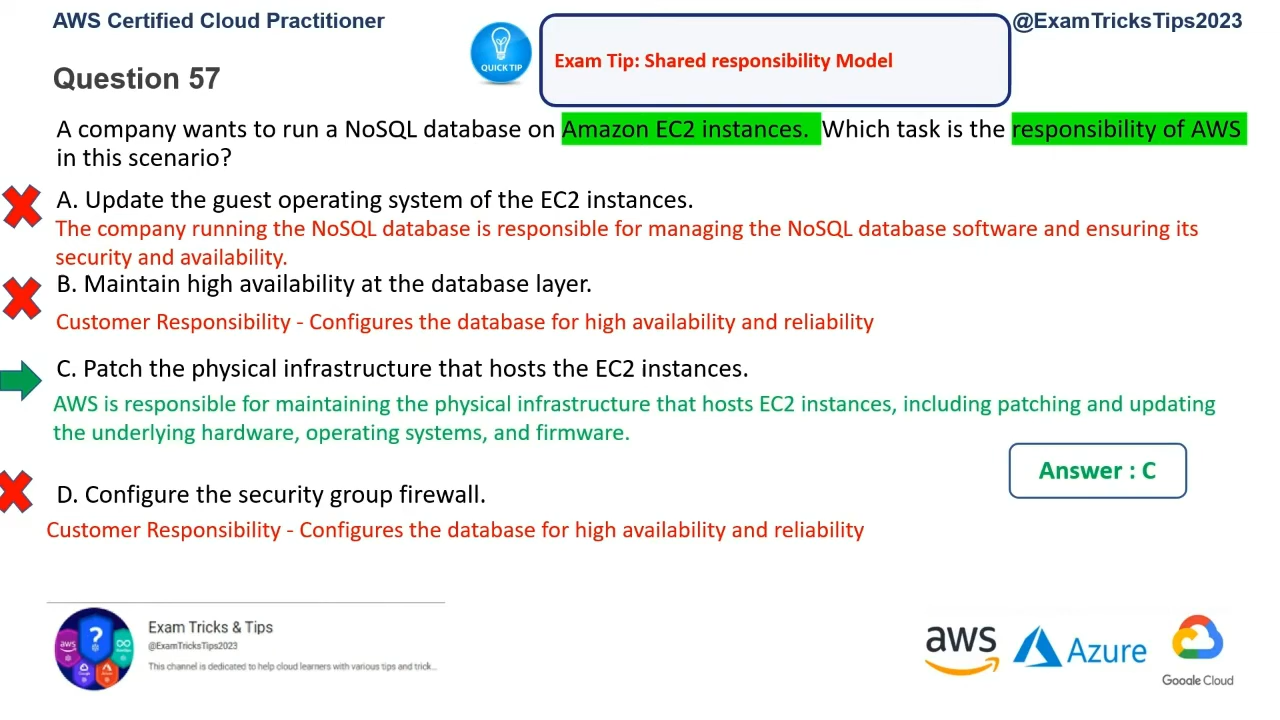 AWS Certified Cloud Practitioner
@ExamTricksTips2023
QUICK TIP
Exam Tip: Shared responsibility Model
Question 57
A company wants to run a NoSQL database on Amazon EC2 instances. Which task is the responsibility of AWS
in this scenario?
A. Update the guest operating system of the EC2 instances.
The company running the NoSQL database is responsible for managing the NoSQL database software and ensuring its
security and availability.
B. Maintain high availability at the database layer.
Customer Responsibility - Configures the database for high availability and reliability
C. Patch the physical infrastructure that hosts the EC2 instances.
AWS is responsible for maintaining the physical infrastructure that hosts EC2 instances, including patching and updating
the underlying hardware, operating systems, and firmware.
Answer : C
D. Configure the security group firewall.
Customer Responsibility - Configures the database for high availability and reliability
?
aws
Exam Tricks & Tips
@ExamTricksTips2023
This channel is dedicated to help cloud learners with various tips and trick...
aws
Azure
Google Cloud